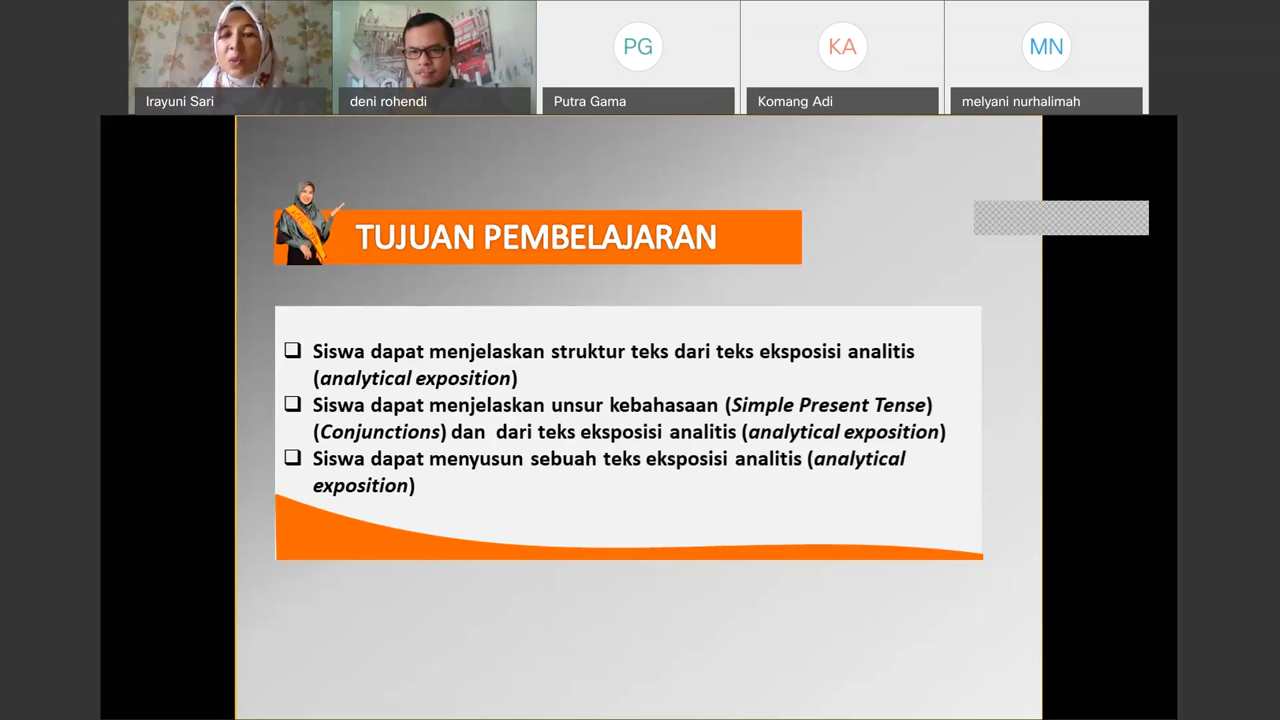 PG
KA
MN
Irayuni Sari
deni rohendi
Putra Gama
Komang Adi
melyani nurhalimah
TUJUAN PEMBELAJARAN
Siswa dapat menjelaskan struktur teks dari teks eksposisi analitis
(analytical exposition)
Siswa dapat menjelaskan unsur kebahasaan (Simple Present Tense)
(Conjunctions) dan dari teks eksposisi analitis (analytical exposition)
Siswa dapat menyusun sebuah teks eksposisi analitis (analytical
exposition)